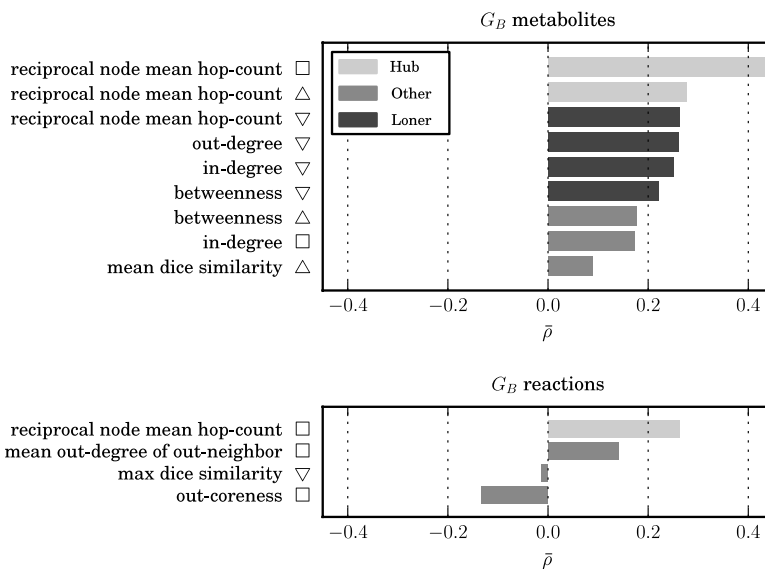 G_B metabolites
reciprocal node mean hop-count □
reciprocal node mean hop-count △
reciprocal node mean hop-count ▽
out-degree ▽
in-degree ▽
betweenness ▽
betweenness △
in-degree □
mean dice similarity △
Hub
Other
Loner
−0.4 −0.2 0.0 0.2 0.4
ρ̄
G_B reactions
reciprocal node mean hop-count □
mean out-degree of out-neighbor □
max dice similarity ▽
out-coreness □
−0.4 −0.2 0.0 0.2 0.4
ρ̄